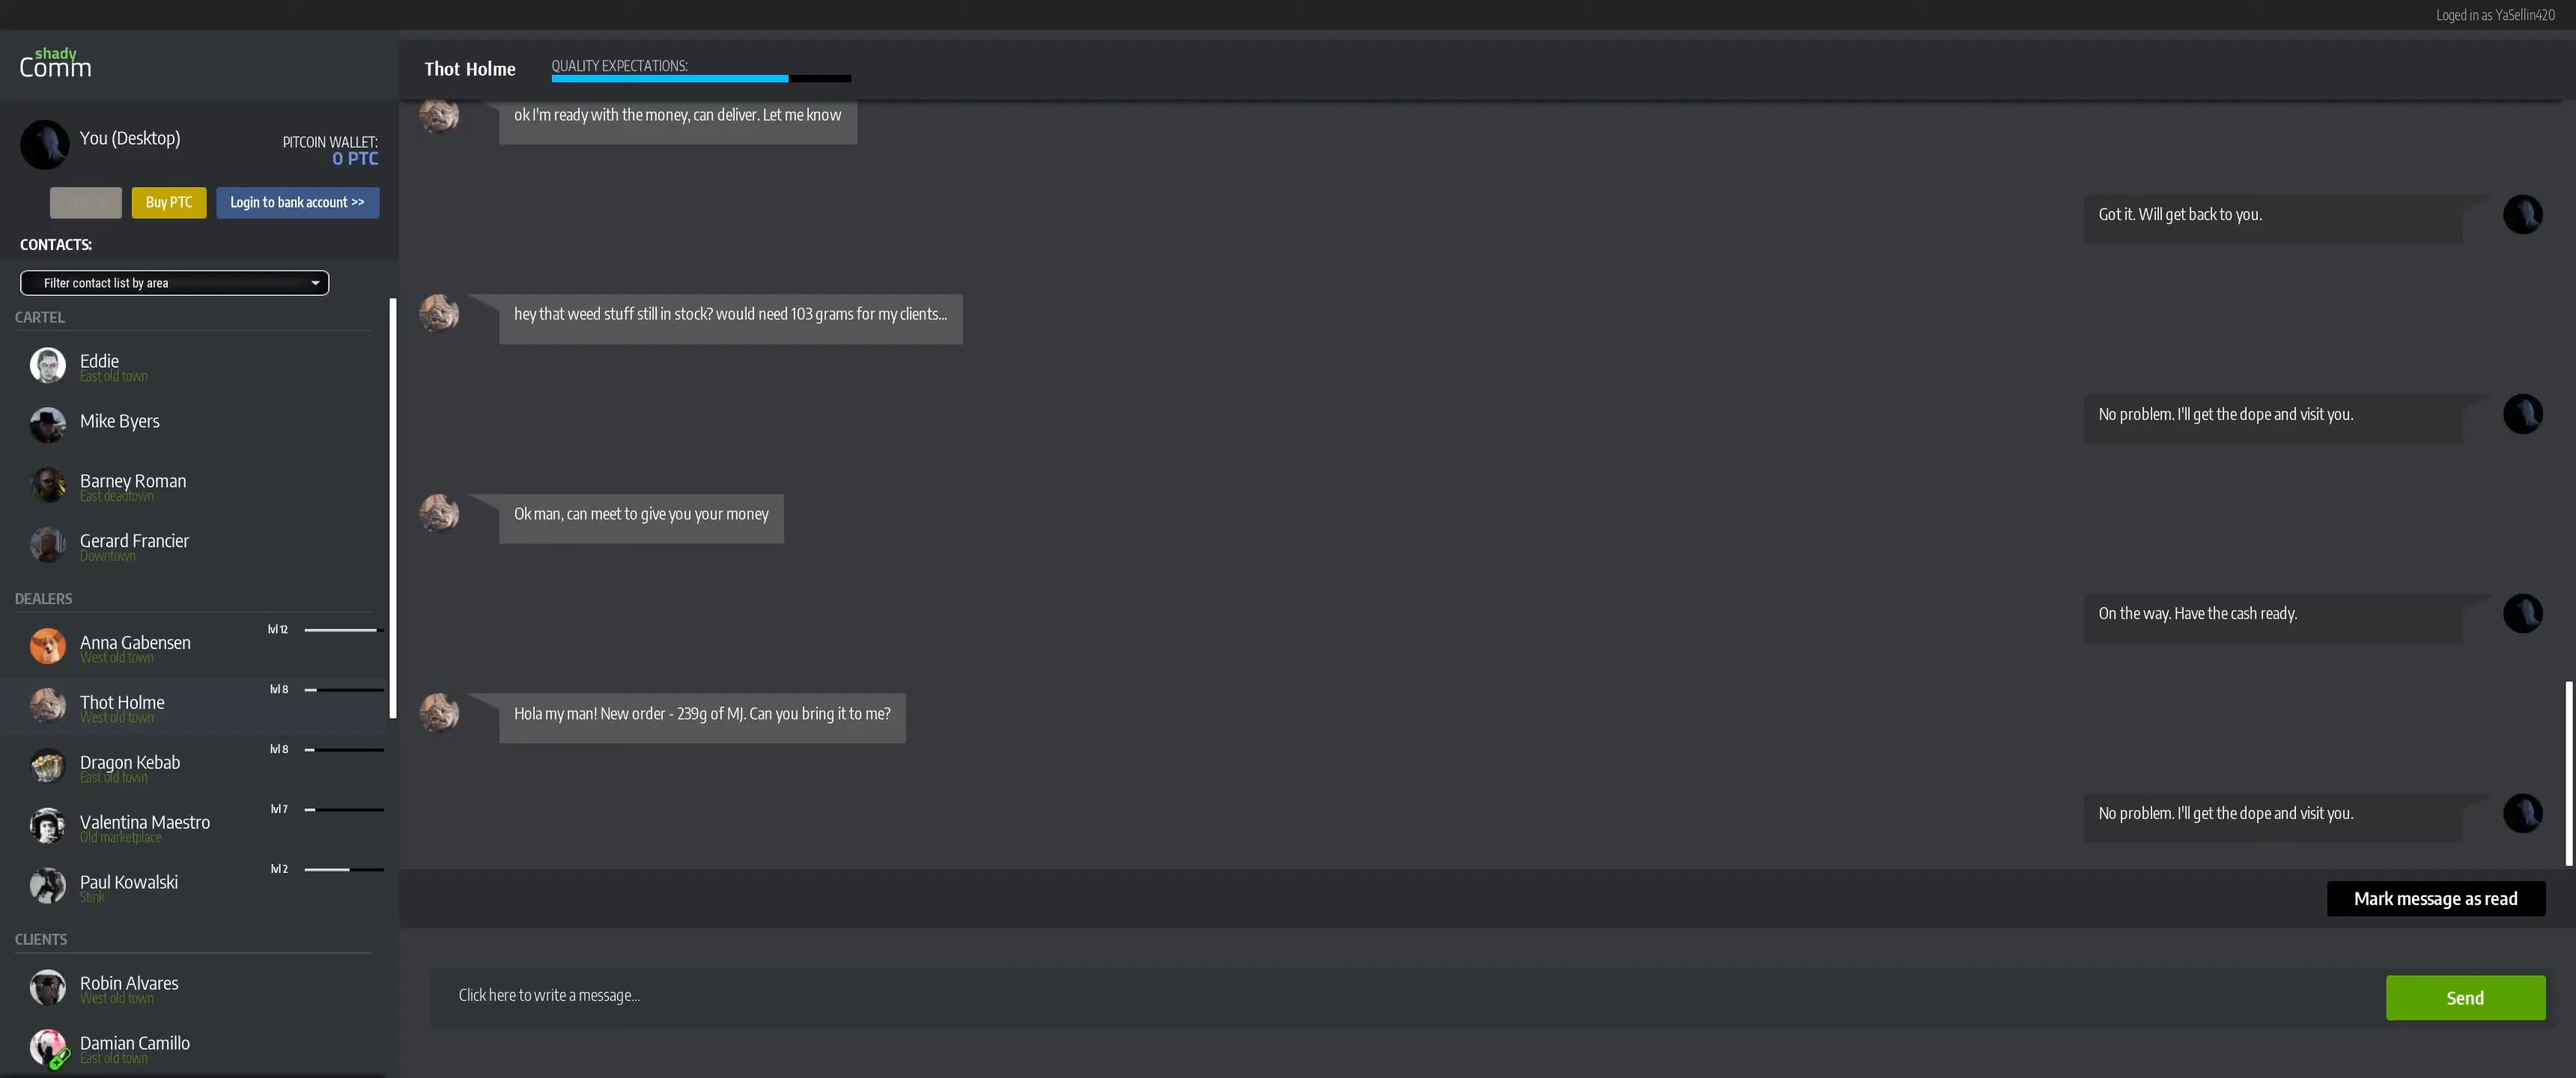 Loged in as YaSellin420
shady
Comm
Thot Holme
QUALITY EXPECTATIONS:
You (Desktop)
PITCOIN WALLET:
0 PTC
Buy PTC
Login to bank account >>
CONTACTS:
Filter contact list by area
CARTEL
Eddie
East old town
Mike Byers
Barney Roman
East deadtown
Gerard Francier
Downtown
DEALERS
Anna Gabensen
West old town
lvl 12
Thot Holme
West old town
lvl 8
Dragon Kebab
East old town
lvl 8
Valentina Maestro
Old marketplace
lvl 7
Paul Kowalski
Stink
lvl 2
CLIENTS
Robin Alvares
West old town
Damian Camillo
East old town
ok I'm ready with the money, can deliver. Let me know
Got it. Will get back to you.
hey that weed stuff still in stock? would need 103 grams for my clients...
No problem. I'll get the dope and visit you.
Ok man, can meet to give you your money
On the way. Have the cash ready.
Hola my man! New order - 239g of MJ. Can you bring it to me?
No problem. I'll get the dope and visit you.
Mark message as read
Click here to write a message...
Send